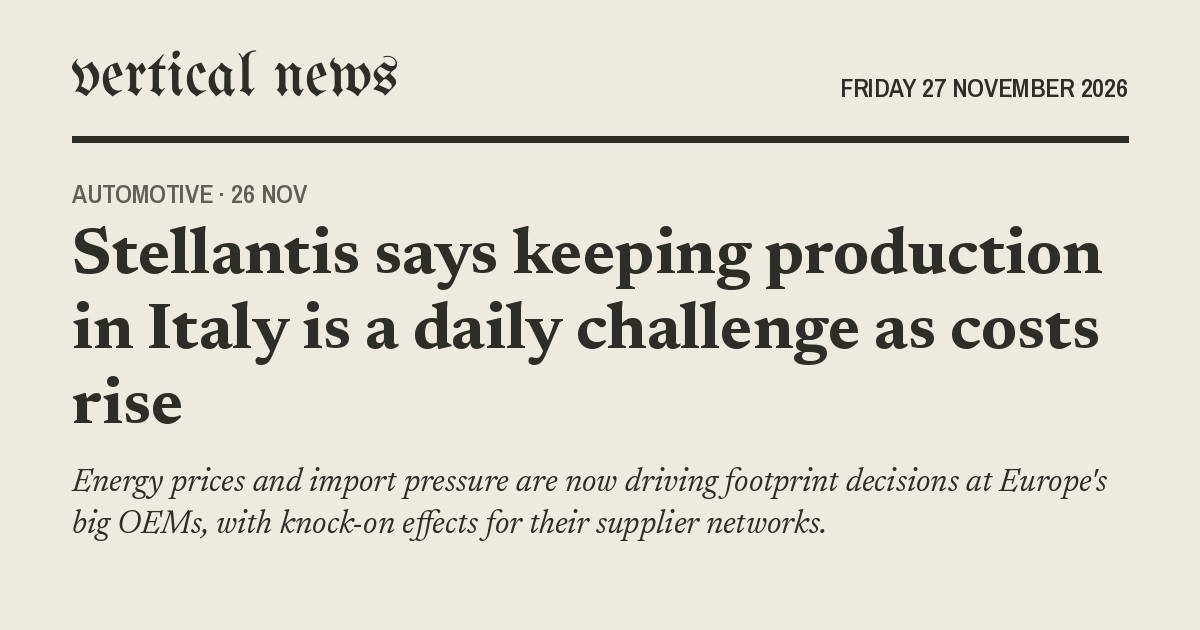 vertical news
FRIDAY 27 NOVEMBER 2026
AUTOMOTIVE · 26 NOV
Stellantis says keeping production
in Italy is a daily challenge as costs
rise
Energy prices and import pressure are now driving footprint decisions at Europe's
big OEMs, with knock-on effects for their supplier networks.